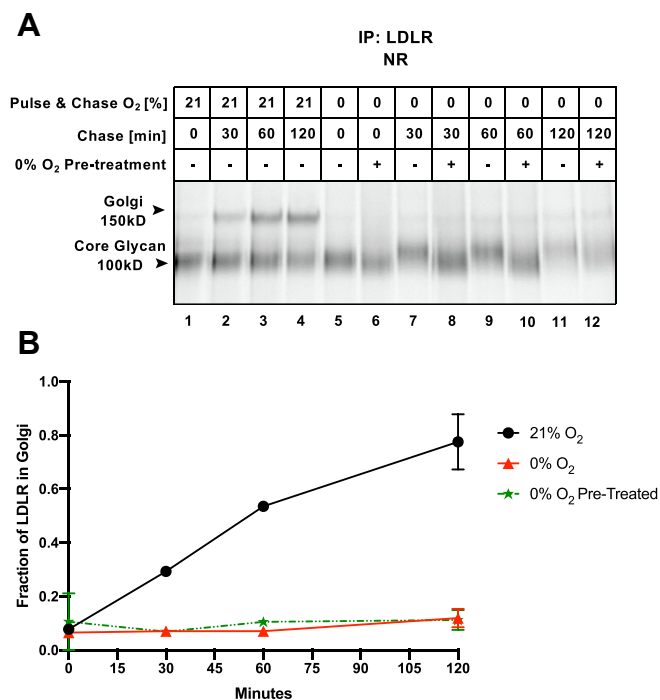 A
IP: LDLR
NR
Pulse & Chase O₂ [%] 21 21 21 21 0 0 0 0 0 0 0 0
Chase [min] 0 30 60 120 0 0 30 30 60 60 120 120
0% O₂ Pre-treatment - - - - - + - + - + - +
Golgi
150kD
Core Glycan
100kD
1 2 3 4 5 6 7 8 9 10 11 12
B
1.0
0.8
0.6
0.4
0.2
0.0
Fraction of LDLR in Golgi
0 15 30 45 60 75 90 105 120
Minutes
21% O₂
0% O₂
0% O₂ Pre-Treated